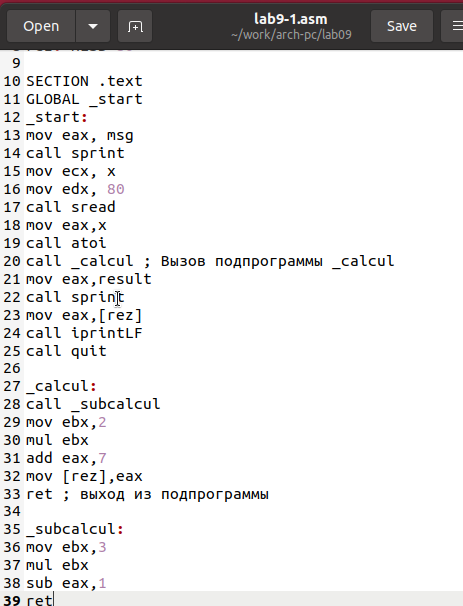 Open
lab9-1.asm
~/work/arch-pc/lab09
Save
9
10 SECTION .text
11 GLOBAL _start
12 _start:
13 mov eax, msg
14 call sprint
15 mov ecx, x
16 mov edx, 80
17 call sread
18 mov eax,x
19 call atoi
20 call _calcul ; Вызов подпрограммы _calcul
21 mov eax,result
22 call sprint
23 mov eax,[rez]
24 call iprintLF
25 call quit
26
27 _calcul:
28 call _subcalcul
29 mov ebx,2
30 mul ebx
31 add eax,7
32 mov [rez],eax
33 ret ; выход из подпрограммы
34
35 _subcalcul:
36 mov ebx,3
37 mul ebx
38 sub eax,1
39 ret